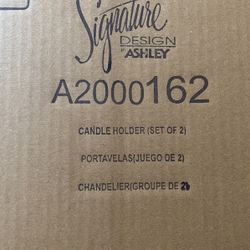 Signature
DESIGN
BY ASHLEY
A2000162
CANDLE HOLDER (SET OF 2)
PORTAVELAS(JUEGO DE 2)
CHANDELIER(GROUPE DE 2)